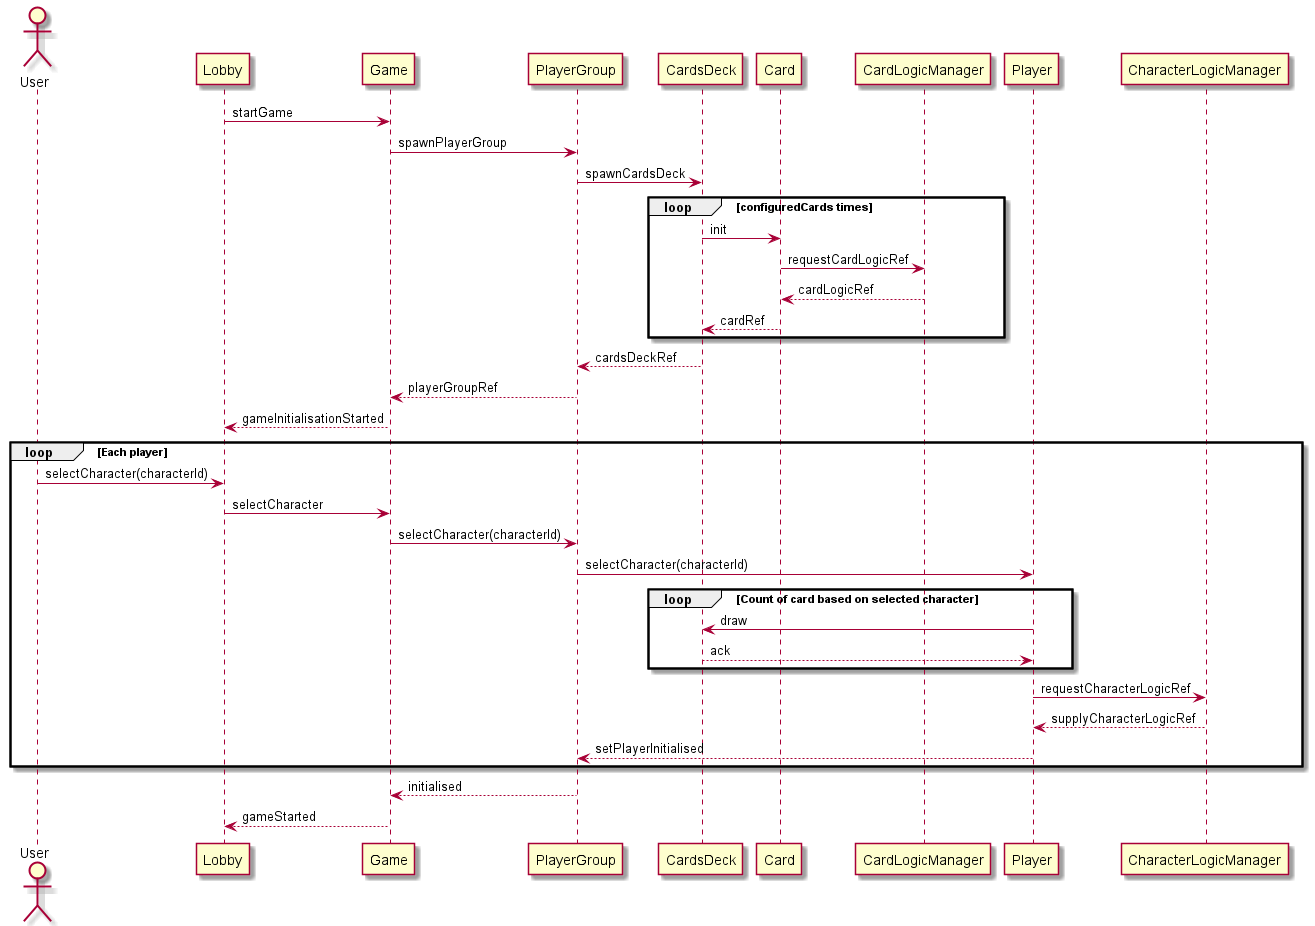 User
Lobby
Game
PlayerGroup
CardsDeck
Card
CardLogicManager
Player
CharacterLogicManager
startGame
spawnPlayerGroup
spawnCardsDeck
loop [configuredCards times]
init
requestCardLogicRef
cardLogicRef
cardRef
cardsDeckRef
playerGroupRef
gameInitialisationStarted
loop [Each player]
selectCharacter(characterId)
selectCharacter
selectCharacter(characterId)
selectCharacter(characterId)
loop [Count of card based on selected character]
draw
ack
requestCharacterLogicRef
supplyCharacterLogicRef
setPlayerInitialised
initialised
gameStarted
User
Lobby
Game
PlayerGroup
CardsDeck
Card
CardLogicManager
Player
CharacterLogicManager